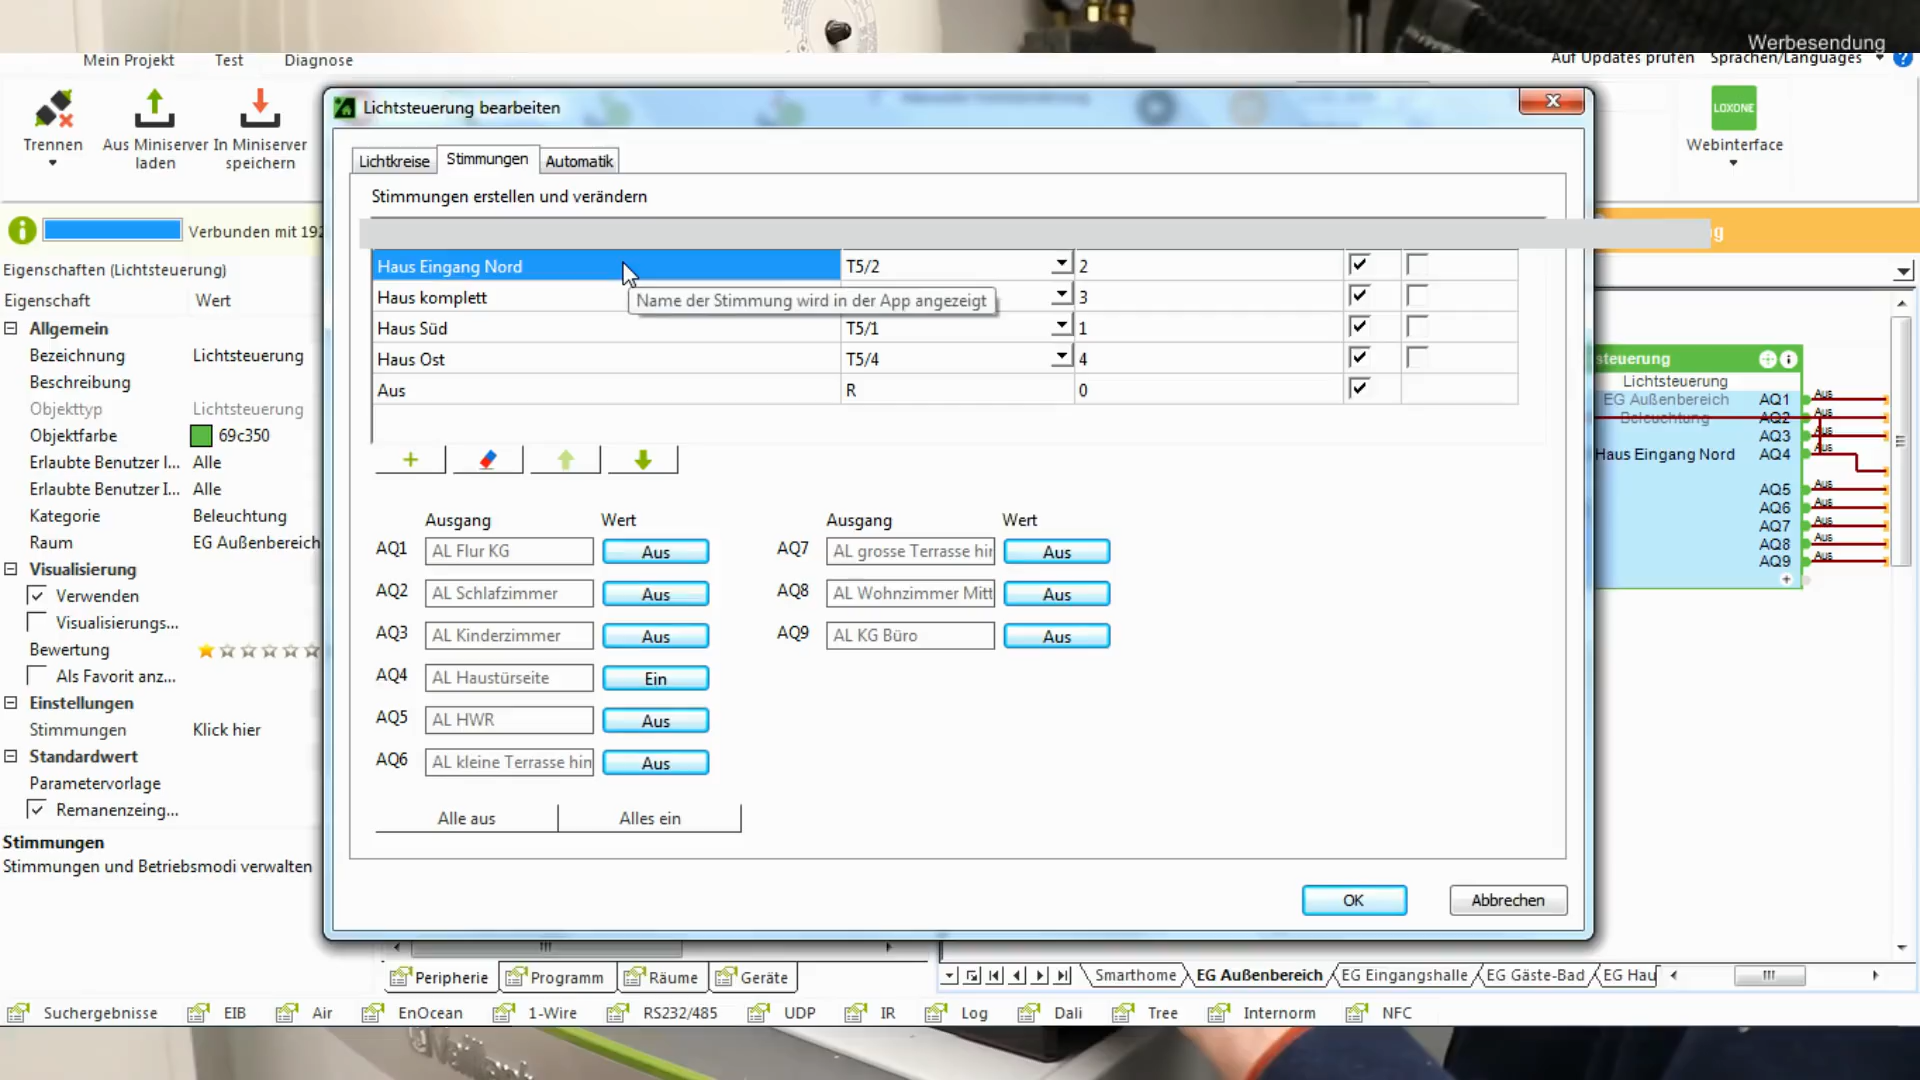 Werbesendung
Mein Projekt Test Diagnose
Auf Updates prüfen Sprachen/Languages
Trennen
Aus Miniserver laden
In Miniserver speichern
LOXONE
Webinterface
Lichtsteuerung bearbeiten
Lichtkreise Stimmungen Automatik
Stimmungen erstellen und verändern
Haus Eingang Nord T5/2 2
Haus komplett 3
Name der Stimmung wird in der App angezeigt
Haus Süd T5/1 1
Haus Ost T5/4 4
Aus R 0
Ausgang Wert Ausgang Wert
AQ1 AL Flur KG Aus AQ7 AL grosse Terrasse hin Aus
AQ2 AL Schlafzimmer Aus AQ8 AL Wohnzimmer Mitt Aus
AQ3 AL Kinderzimmer Aus AQ9 AL KG Büro Aus
AQ4 AL Haustürseite Ein
AQ5 AL HWR Aus
AQ6 AL kleine Terrasse hin Aus
Alle aus Alles ein
OK Abbrechen
Verbunden mit 192
Eigenschaften (Lichtsteuerung)
Eigenschaft Wert
Allgemein
Bezeichnung Lichtsteuerung
Beschreibung
Objekttyp Lichtsteuerung
Objektfarbe 69c350
Erlaubte Benutzer I... Alle
Erlaubte Benutzer I... Alle
Kategorie Beleuchtung
Raum EG Außenbereich
Visualisierung
Verwenden
Visualisierungs...
Bewertung
Als Favorit anz...
Einstellungen
Stimmungen Klick hier
Standardwert
Parametervorlage
Remanenzeing...
Stimmungen
Stimmungen und Betriebsmodi verwalten
g
steuerung
Lichtsteuerung
EG Außenbereich AQ1 Aus
Beleuchtung AQ2 Aus
AQ3 Aus
Haus Eingang Nord AQ4
AQ5 Aus
AQ6 Aus
AQ7 Aus
AQ8 Aus
AQ9 Aus
Peripherie Programm Räume Geräte
Smarthome EG Außenbereich EG Eingangshalle EG Gäste-Bad EG Hau
Suchergebnisse EIB Air EnOcean 1-Wire RS232/485 UDP IR Log Dali Tree Internorm NFC